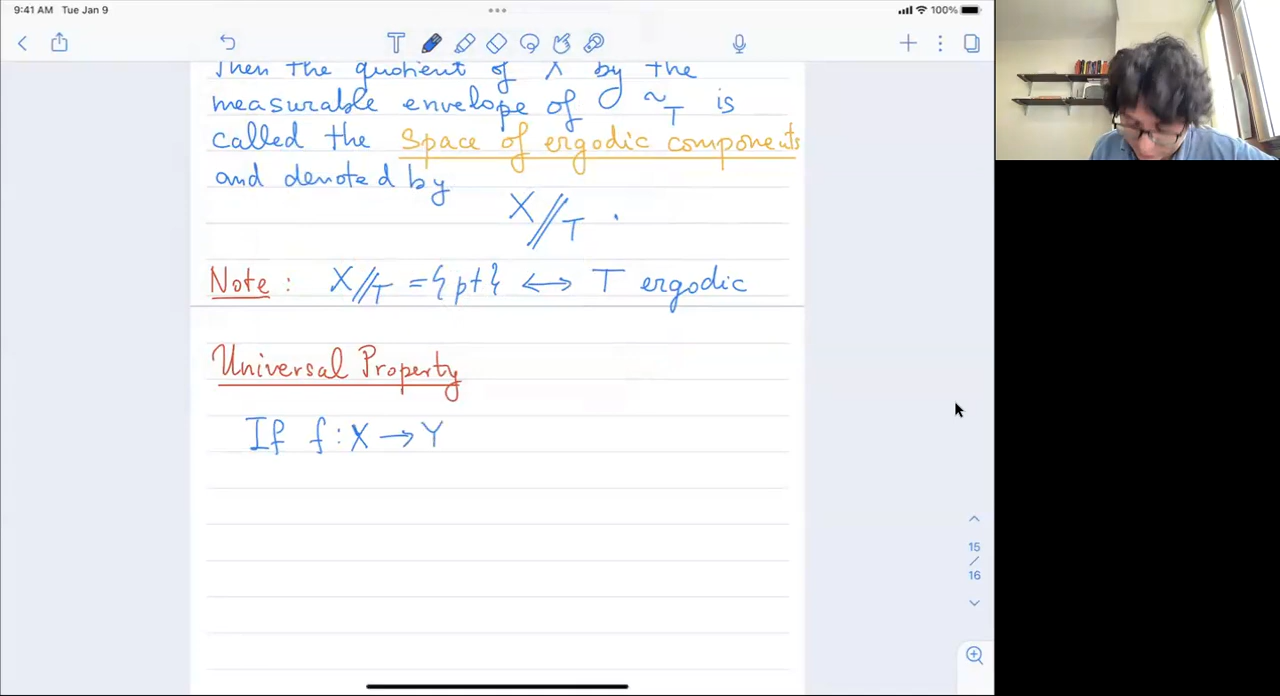 9:41 AM Tue Jan 9
100%
Then the quotient of X by the
measurable envelope of ~T is
called the space of ergodic components
and denoted by
X//T .
Note : X//T = {pt} ⟷ T ergodic
Universal Property
If f : X → Y
15
/
16